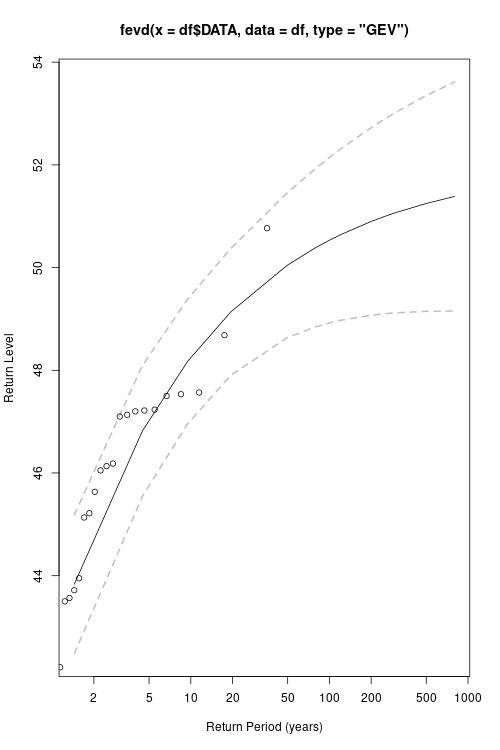 fevd(x = df$DATA, data = df, type = "GEV")
Return Level
54
52
50
48
46
44
2 5 10 20 50 100 200 500 1000
Return Period (years)